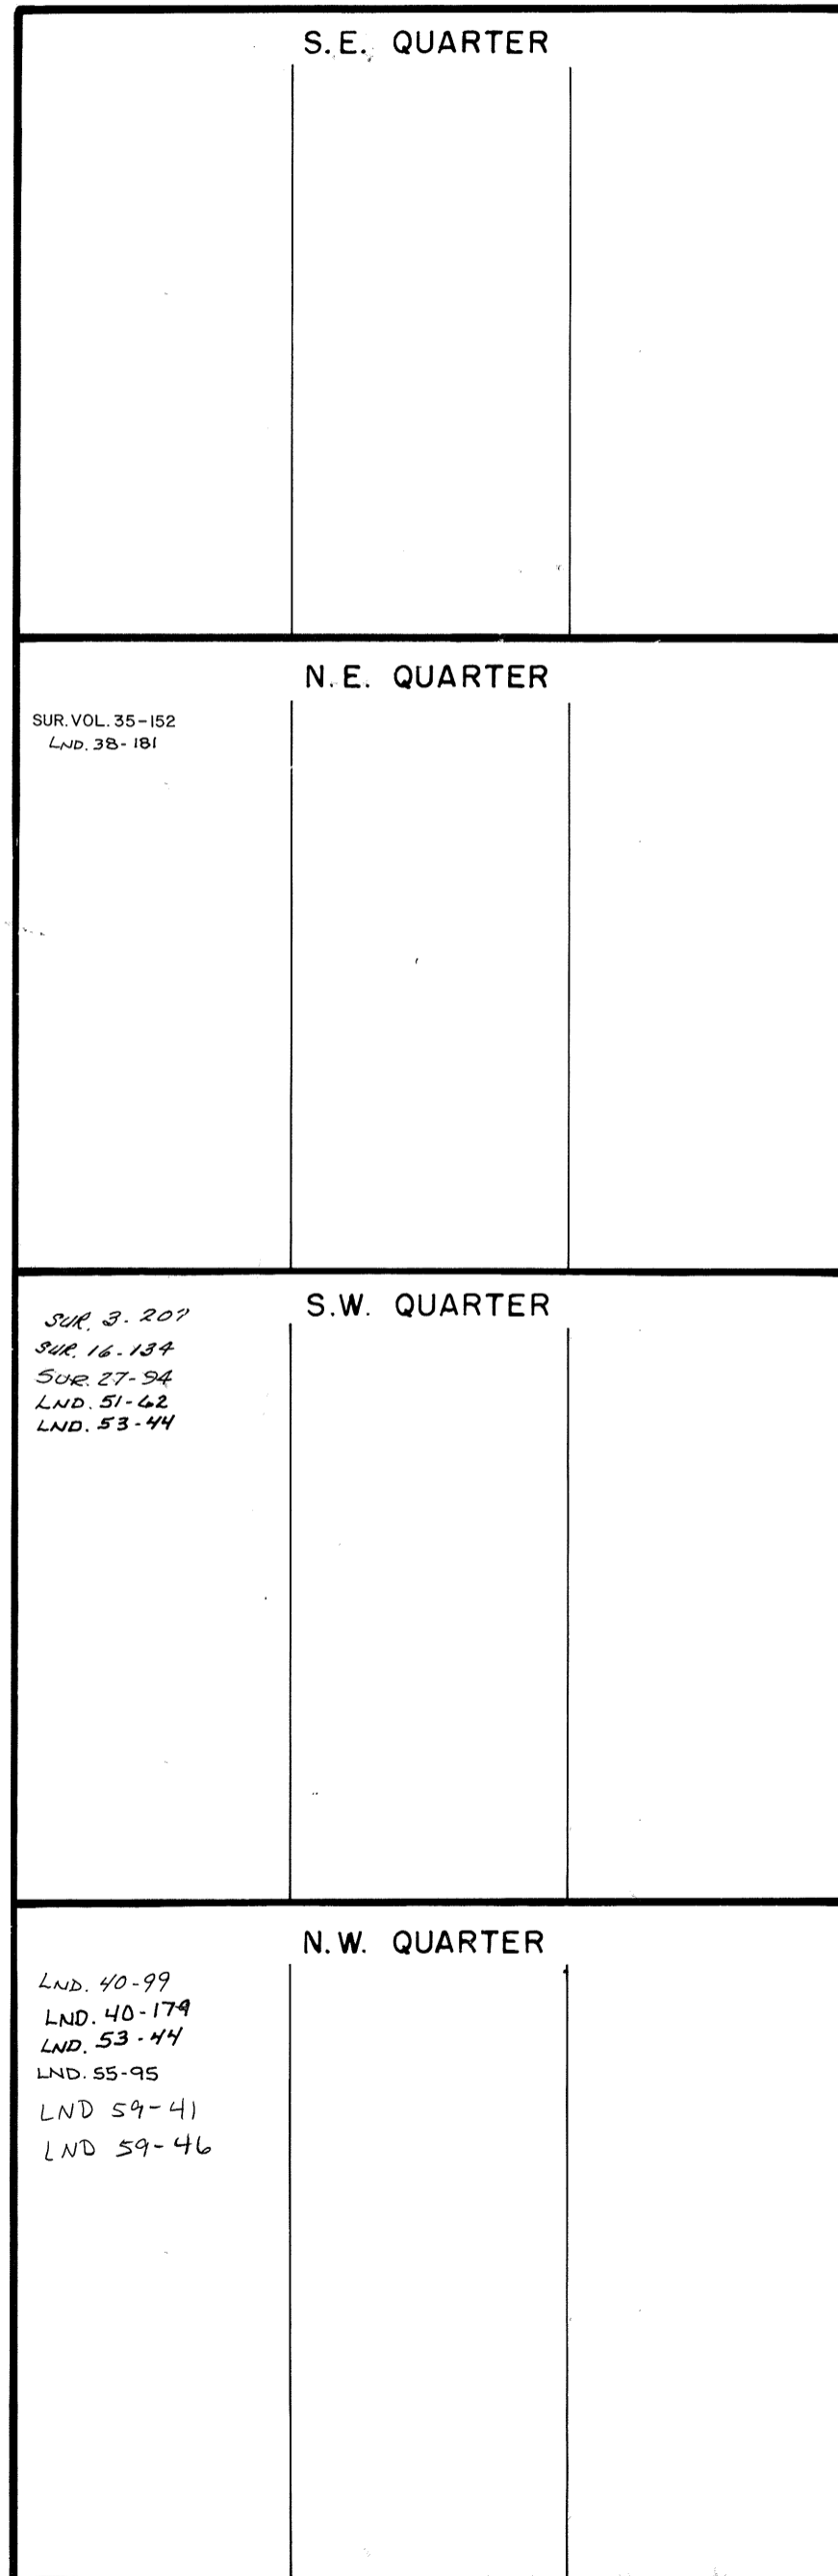 S.E. QUARTER
N.E. QUARTER
SUR. VOL. 35-152
LND. 38-181
S.W. QUARTER
SUR. 3-207
SUR. 16-134
SUR. 27-94
LND. 51-62
LND. 53-44
N.W. QUARTER
LND. 40-99
LND. 40-179
LND. 53-44
LND. 55-95
LND 59-41
LND 59-46